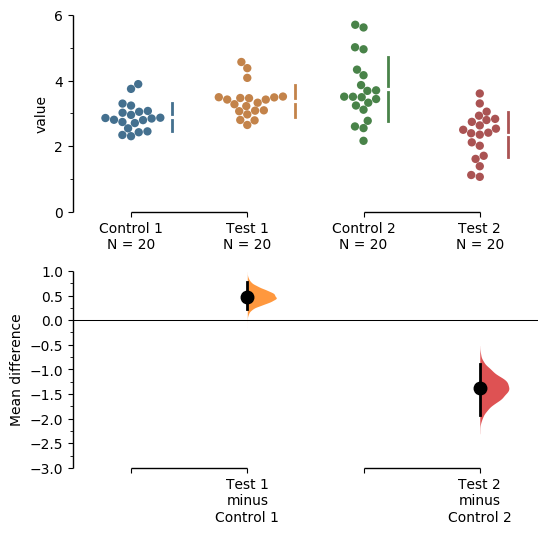 6
4
2
0
value
Control 1
N = 20
Test 1
N = 20
Control 2
N = 20
Test 2
N = 20
1.0
0.5
0.0
−0.5
−1.0
−1.5
−2.0
−2.5
−3.0
Mean difference
Test 1
minus
Control 1
Test 2
minus
Control 2